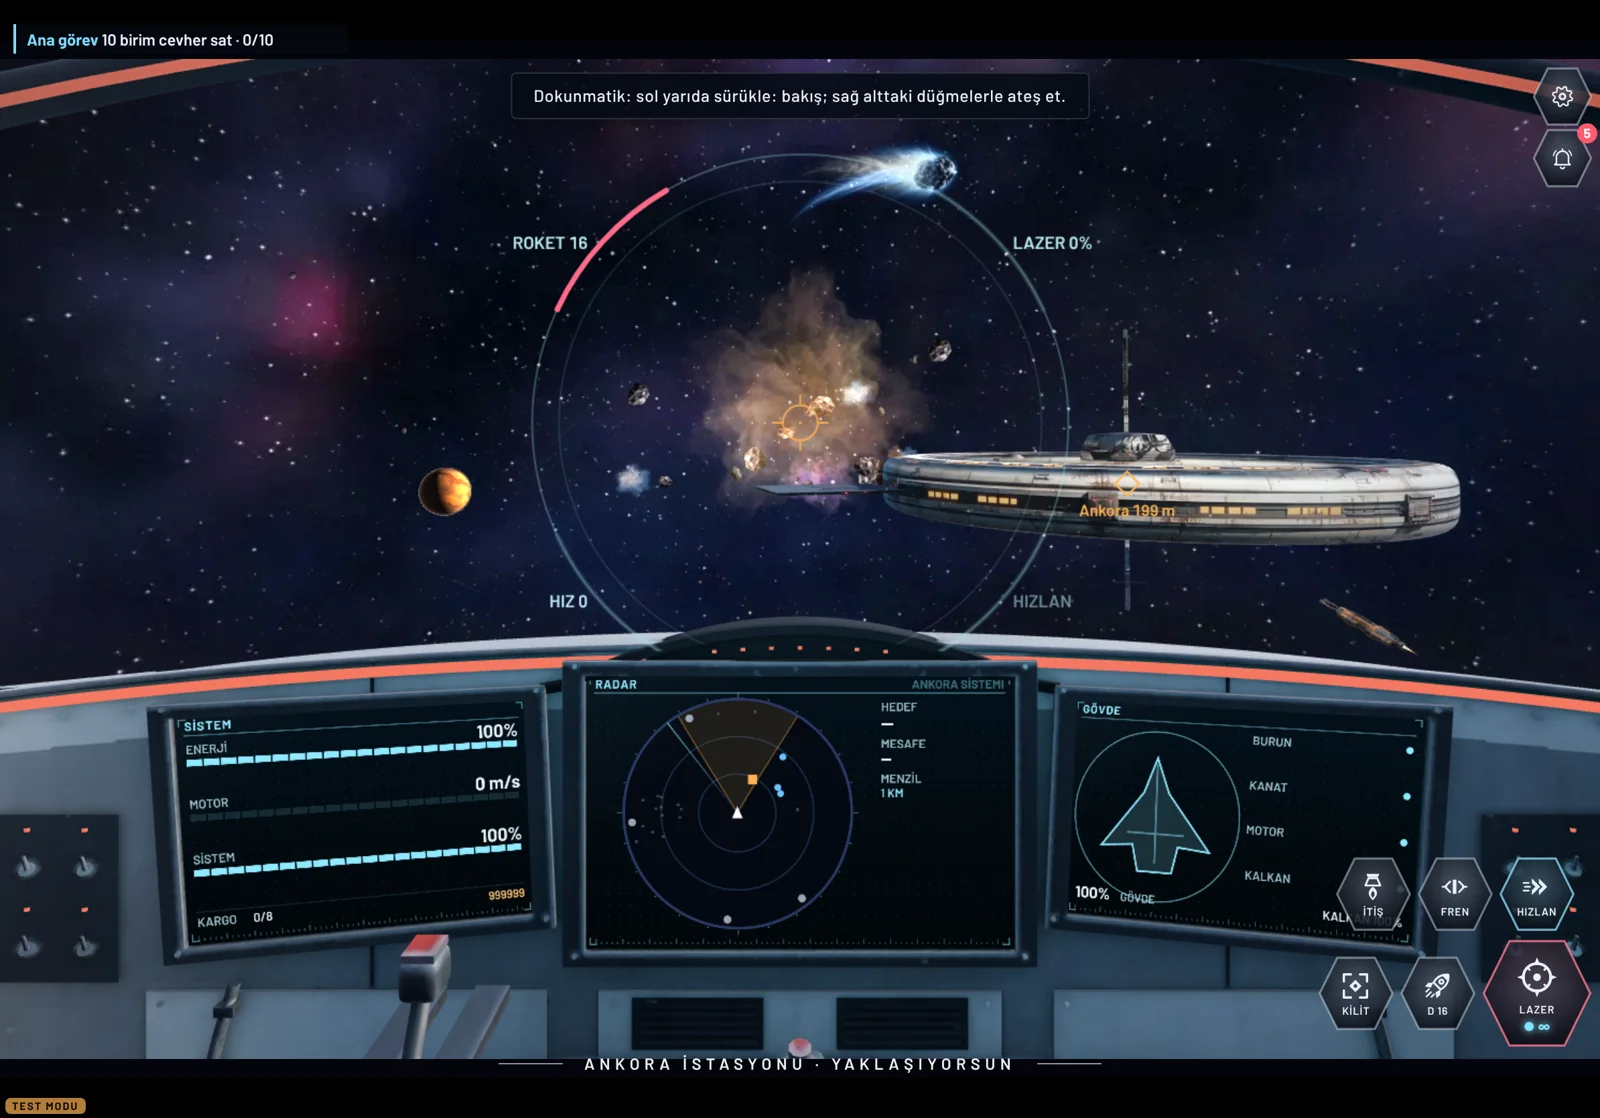 Ana görev 10 birim cevher sat · 0/10
Dokunmatik: sol yarıda sürükle: bakış; sağ alttaki düğmelerle ateş et.
5
ROKET 16
LAZER 0%
Ankora 199 m
HIZ 0
HIZLAN
SİSTEM
ENERJİ
100%
MOTOR
0 m/s
SİSTEM
100%
999999
KARGO 0/8
RADAR
ANKORA SİSTEMI
HEDEF
—
MESAFE
—
MENZİL
1 KM
GÖVDE
BURUN
KANAT
MOTOR
KALKAN
100% GÖVDE
KALKAN 100%
İTİŞ
FREN
HIZLAN
KİLİT
D 16
LAZER
∞
ANKORA İSTASYONU · YAKLAŞIYORSUN
TEST MODU